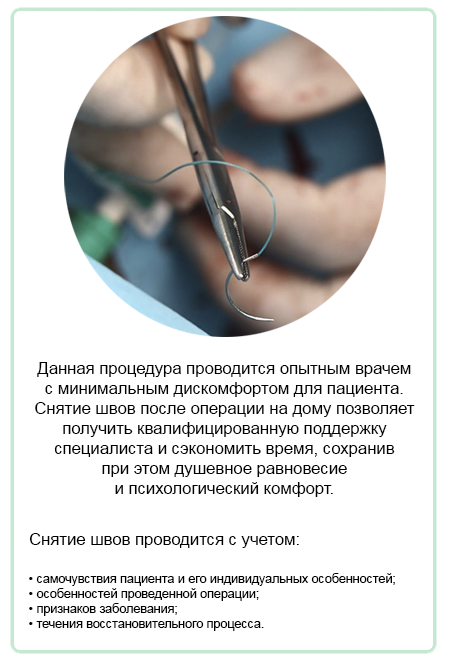 Данная процедура проводится опытным врачем
с минимальным дискомфортом для пациента.
Снятие швов после операции на дому позволяет
получить квалифицированную поддержку
специалиста и сэкономить время, сохранив
при этом душевное равновесие
и психологический комфорт.
Снятие швов проводится с учетом:
• самочувствия пациента и его индивидуальных особенностей;
• особенностей проведенной операции;
• признаков заболевания;
• течения восстановительного процесса.